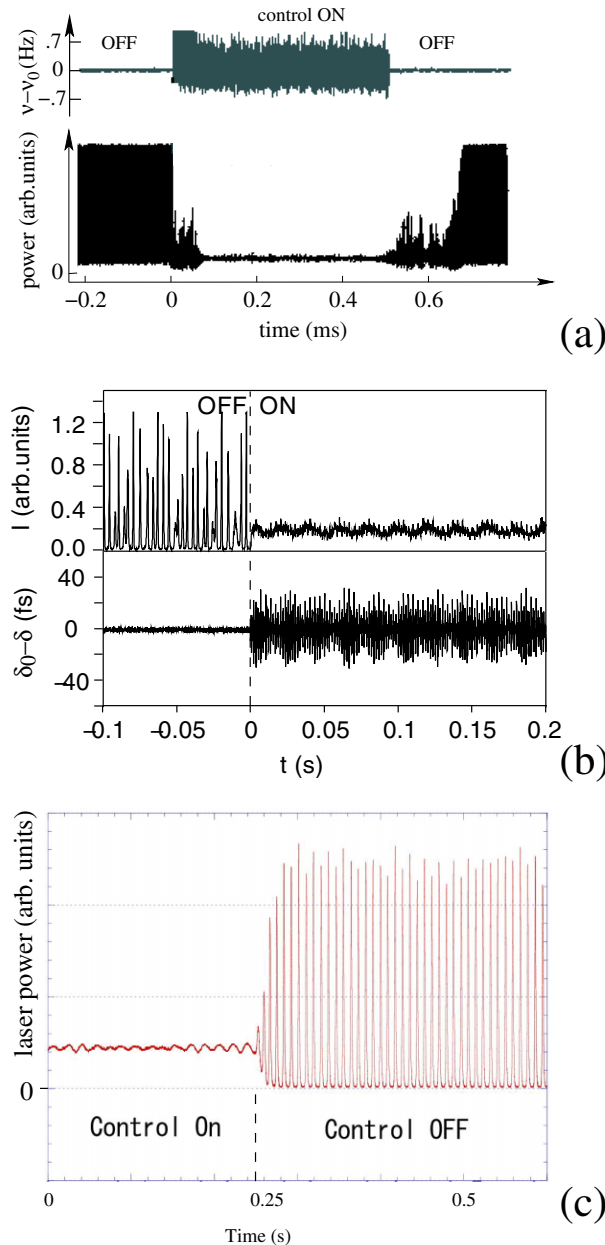 control ON
OFF OFF
.7
0
−.7
ν−ν₀(Hz)
power (arb.units)
0
−0.2 0 0.2 0.4 0.6
time (ms)
(a)
OFF ON
1.2
0.8
0.4
0.0
I (arb.units)
40
0
−40
δ₀−δ (fs)
−0.1 −0.05 0 0.05 0.1 0.15 0.2
t (s)
(b)
laser power (arb. units)
0
Control On Control OFF
0 0.25 0.5
Time (s)
(c)